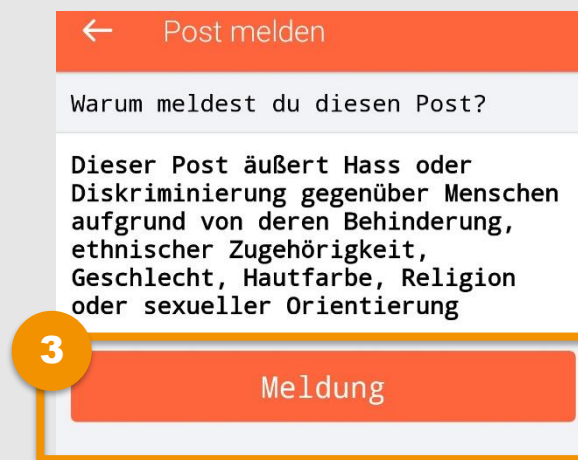 ← Post melden
Warum meldest du diesen Post?
Dieser Post äußert Hass oder
Diskriminierung gegenüber Menschen
aufgrund von deren Behinderung,
ethnischer Zugehörigkeit,
Geschlecht, Hautfarbe, Religion
oder sexueller Orientierung
3
Meldung